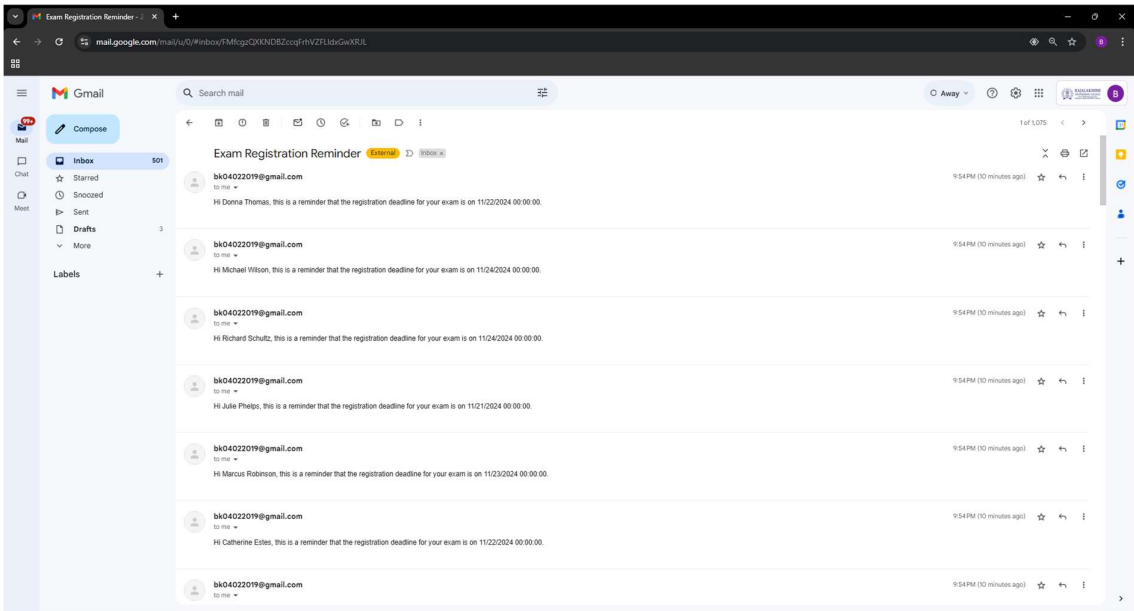 Exam Registration Reminder - 
mail.google.com/mail/u/0/#inbox/FMfcgzQXKNDBZccqFrhVZFLldxGwXRJL
B
Gmail
Search mail
Away
B
99+
Mail
Compose
1 of 1,075
Inbox 501
Chat
Starred
Snoozed
Meet
Sent
Drafts 3
More
Labels
Exam Registration Reminder External Inbox x
bk04022019@gmail.com 9:54 PM (10 minutes ago)
to me
Hi Donna Thomas, this is a reminder that the registration deadline for your exam is on 11/22/2024 00:00:00.
bk04022019@gmail.com 9:54 PM (10 minutes ago)
to me
Hi Michael Wilson, this is a reminder that the registration deadline for your exam is on 11/24/2024 00:00:00.
bk04022019@gmail.com 9:54 PM (10 minutes ago)
to me
Hi Richard Schultz, this is a reminder that the registration deadline for your exam is on 11/24/2024 00:00:00.
bk04022019@gmail.com 9:54 PM (10 minutes ago)
to me
Hi Julie Phelps, this is a reminder that the registration deadline for your exam is on 11/21/2024 00:00:00.
bk04022019@gmail.com 9:54 PM (10 minutes ago)
to me
Hi Marcus Robinson, this is a reminder that the registration deadline for your exam is on 11/23/2024 00:00:00.
bk04022019@gmail.com 9:54 PM (10 minutes ago)
to me
Hi Catherine Estes, this is a reminder that the registration deadline for your exam is on 11/22/2024 00:00:00.
bk04022019@gmail.com 9:54 PM (10 minutes ago)
to me